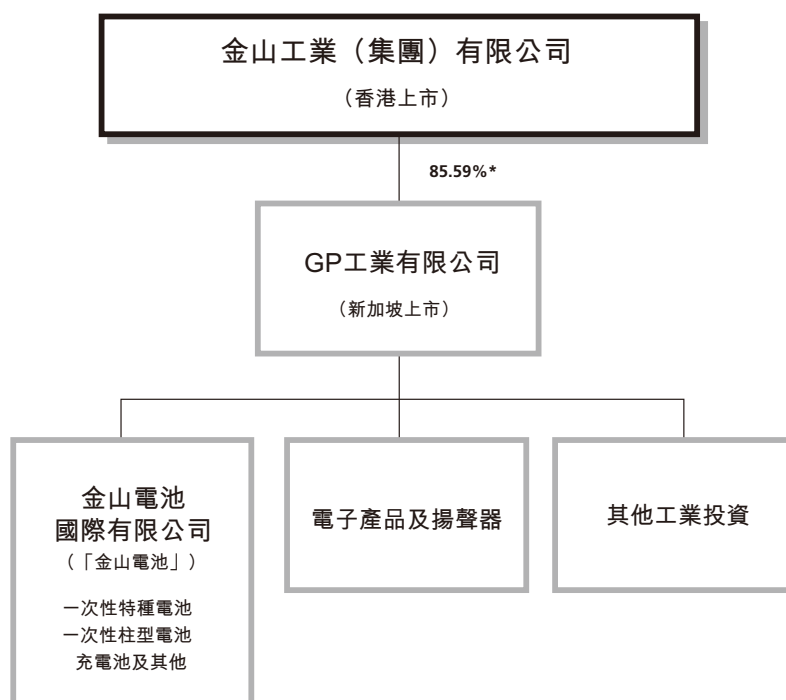 金山工業（集團）有限公司
（香港上市）
85.59%*
GP工業有限公司
（新加坡上市）
金山電池
國際有限公司
（「金山電池」）
一次性特種電池
一次性柱型電池
充電池及其他
電子產品及揚聲器
其他工業投資